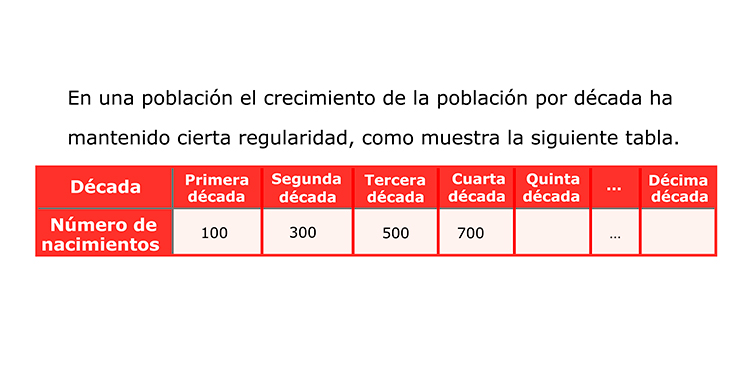 En una población el crecimiento de la población por década ha
mantenido cierta regularidad, como muestra la siguiente tabla.
Década Primera década Segunda década Tercera década Cuarta década Quinta década ... Décima década
Número de nacimientos 100 300 500 700 ...